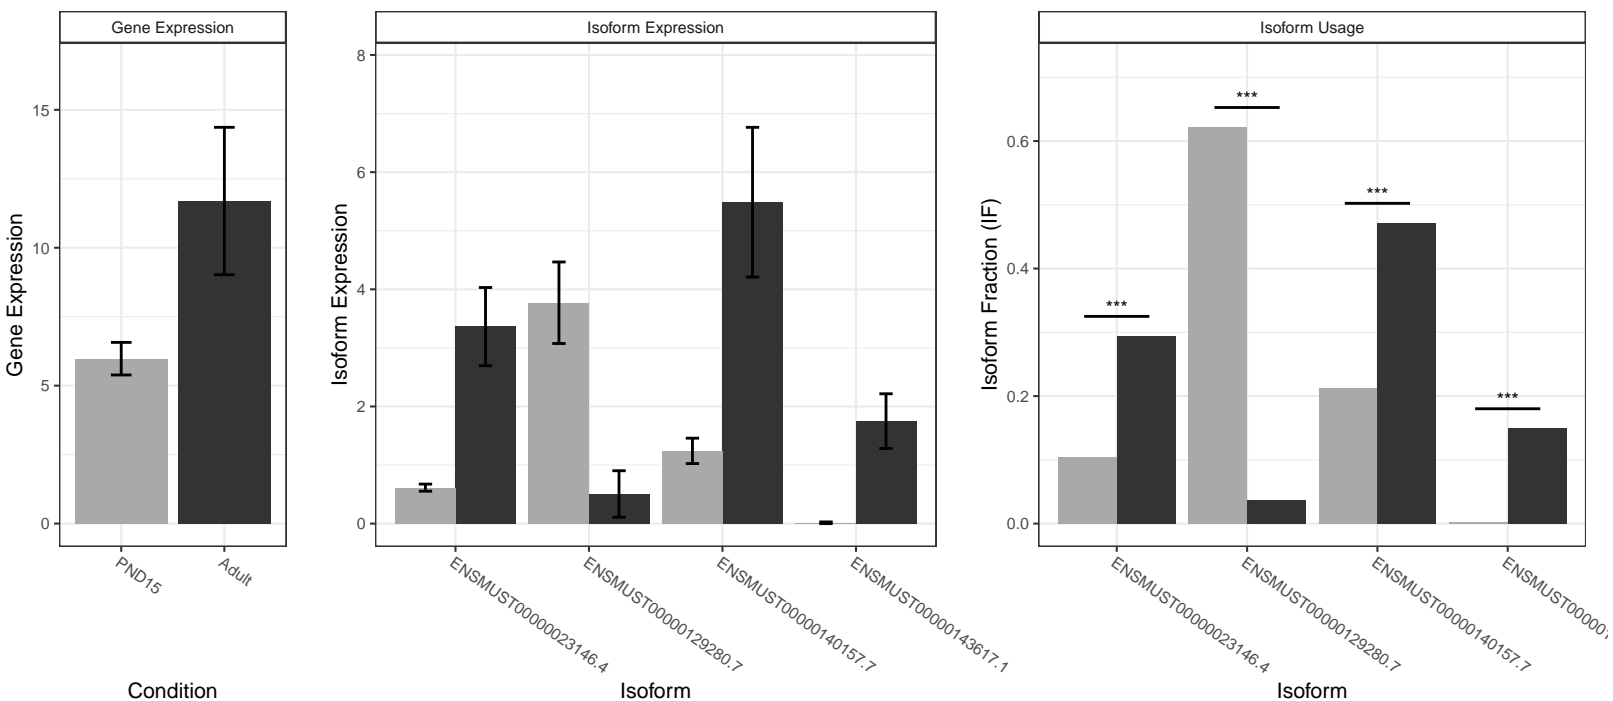 Gene Expression
Isoform Expression
Isoform Usage
Gene Expression
15
10
5
0
PND15
Adult
Condition
Isoform Expression
8
6
4
2
0
ENSMUST00000023146.4
ENSMUST00000129280.7
ENSMUST00000140157.7
ENSMUST00000143617.1
Isoform
Isoform Fraction (IF)
0.6
0.4
0.2
0.0
***
***
***
***
ENSMUST00000023146.4
ENSMUST00000129280.7
ENSMUST00000140157.7
Isoform